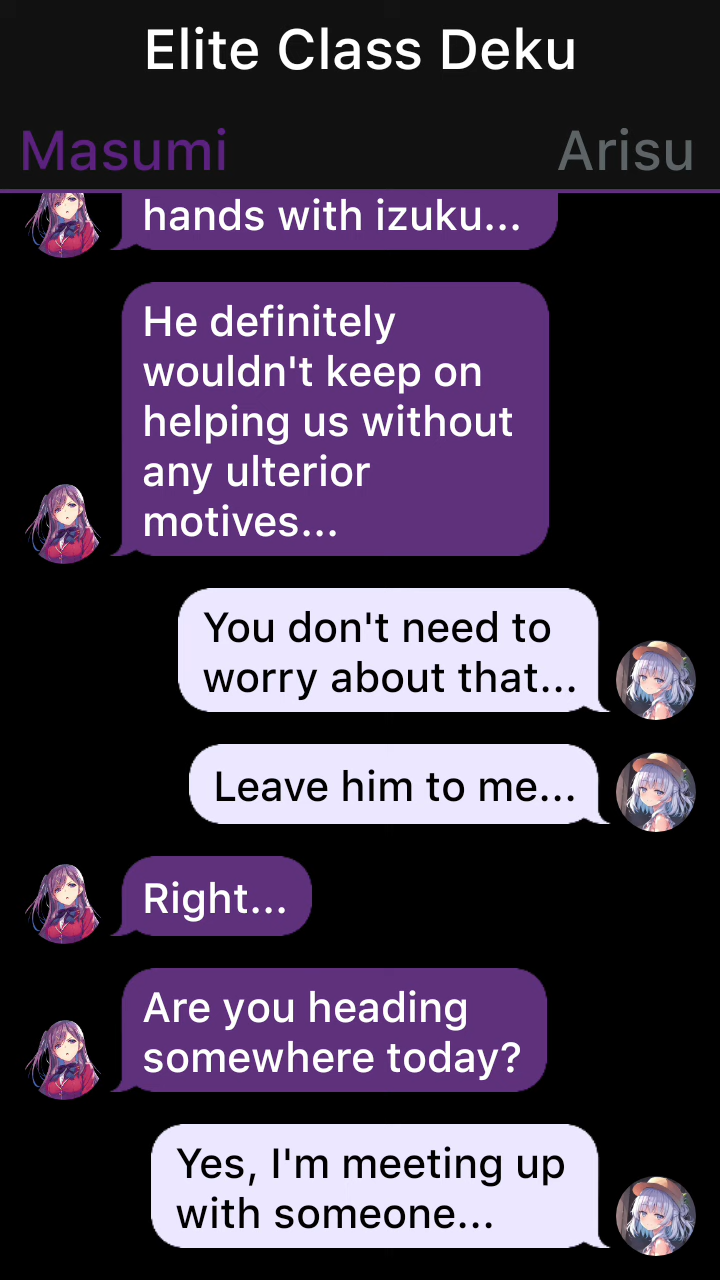 Elite Class Deku
Masumi
Arisu
hands with izuku...
He definitely
wouldn't keep on
helping us without
any ulterior
motives...
You don't need to
worry about that...
Leave him to me...
Right...
Are you heading
somewhere today?
Yes, I'm meeting up
with someone...